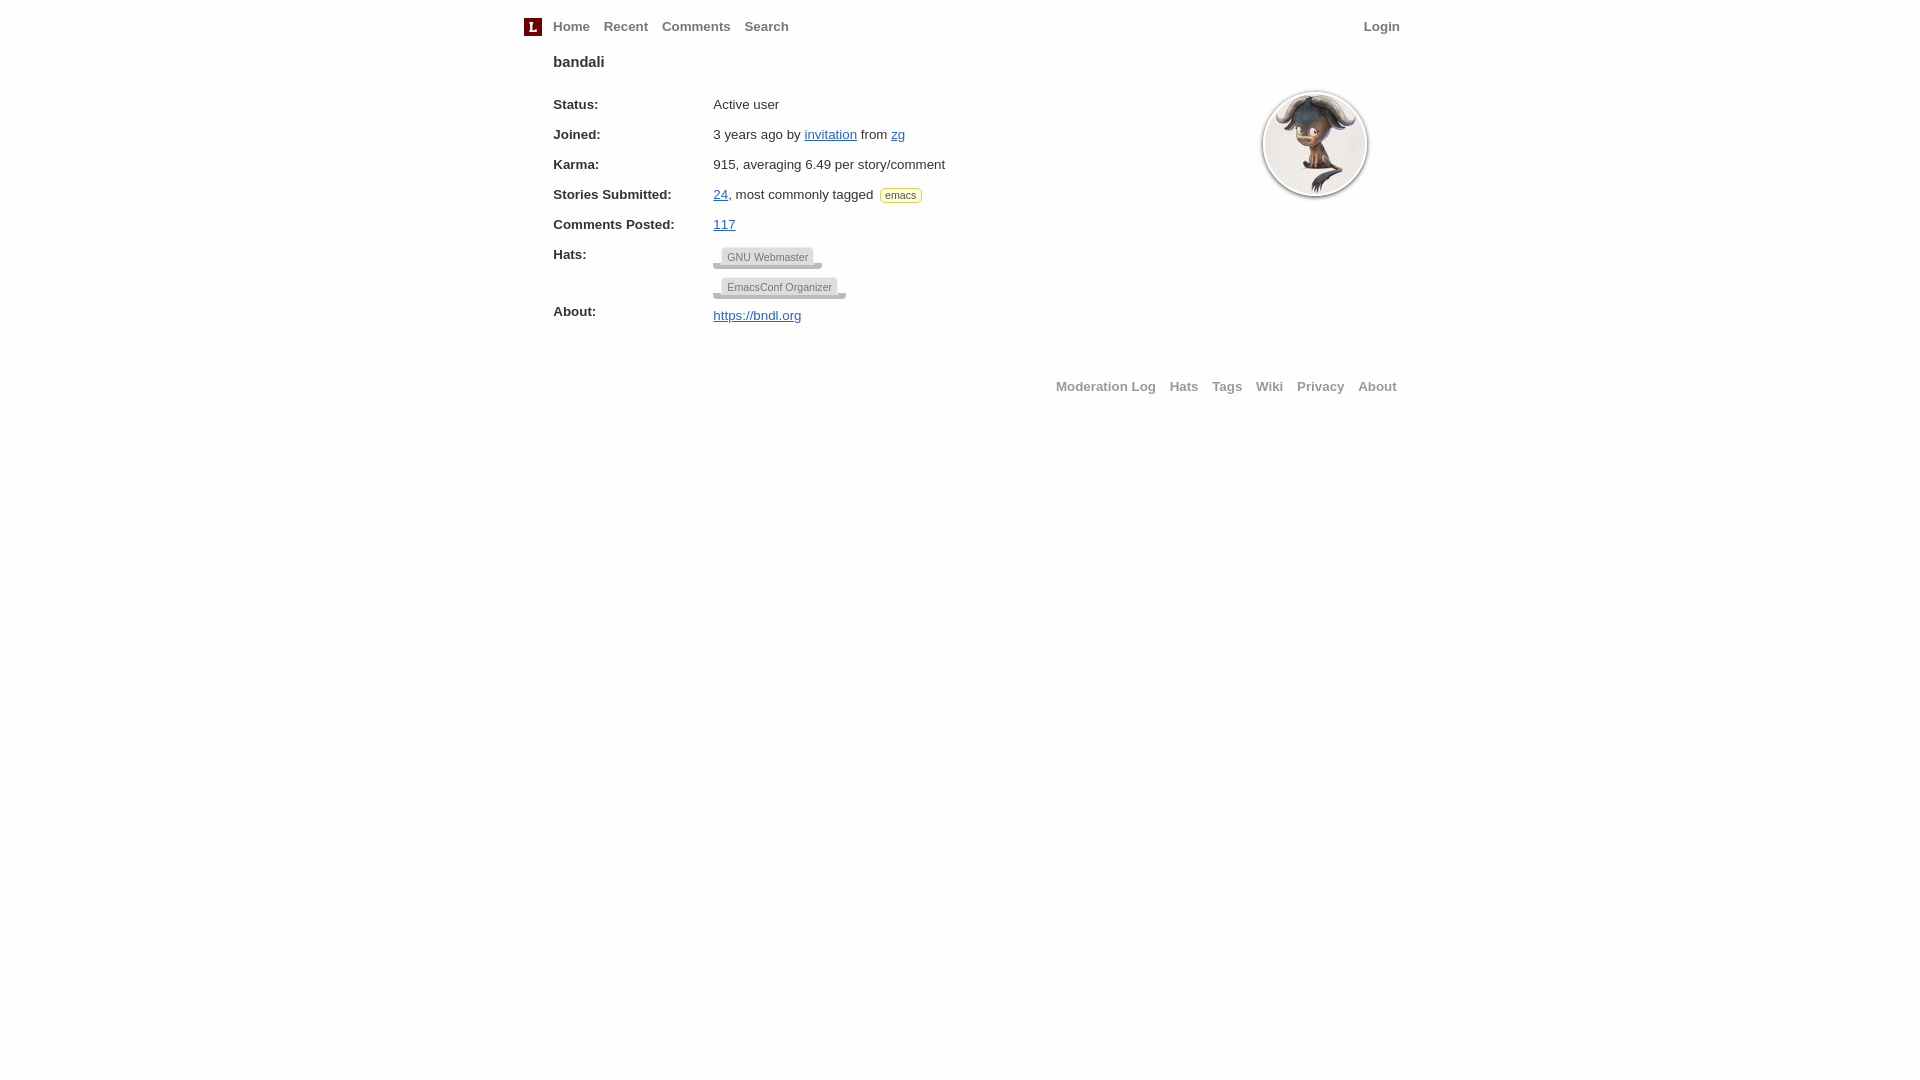 L Home Recent Comments Search Login
bandali
Status: Active user
Joined: 3 years ago by invitation from zg
Karma: 915, averaging 6.49 per story/comment
Stories Submitted: 24, most commonly tagged emacs
Comments Posted: 117
Hats: GNU Webmaster
EmacsConf Organizer
About: https://bndl.org
Moderation Log Hats Tags Wiki Privacy About